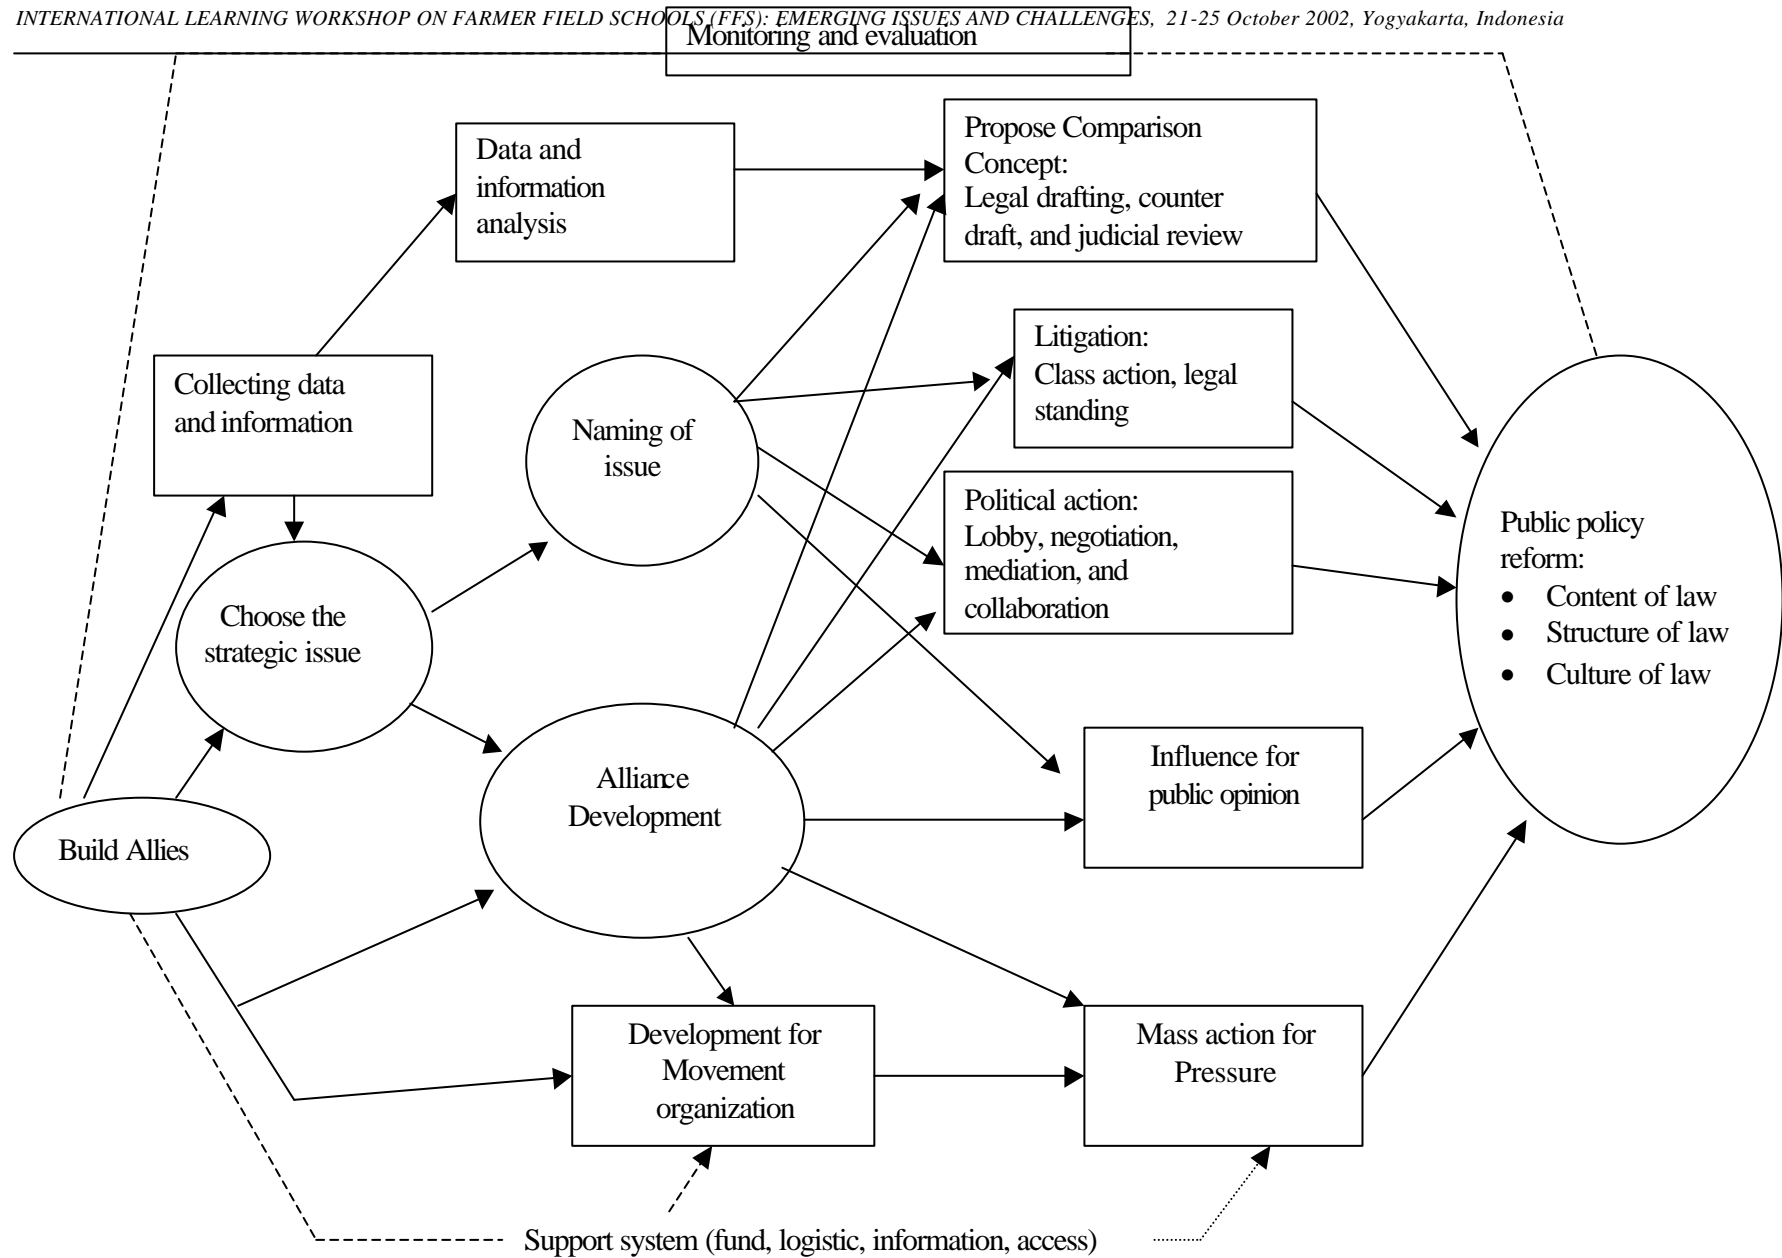 INTERNATIONAL LEARNING WORKSHOP ON FARMER FIELD SCHOOLS (FFS): EMERGING ISSUES AND CHALLENGES, 21-25 October 2002, Yogyakarta, Indonesia
Monitoring and evaluation
Data and
information
analysis
Propose Comparison
Concept:
Legal drafting, counter
draft, and judicial review
Collecting data
and information
Naming of
issue
Litigation:
Class action, legal
standing
Political action:
Lobby, negotiation,
mediation, and
collaboration
Public policy
reform:
• Content of law
• Structure of law
• Culture of law
Choose the
strategic issue
Alliance
Development
Influence for
public opinion
Build Allies
Development for
Movement
organization
Mass action for
Pressure
Support system (fund, logistic, information, access)